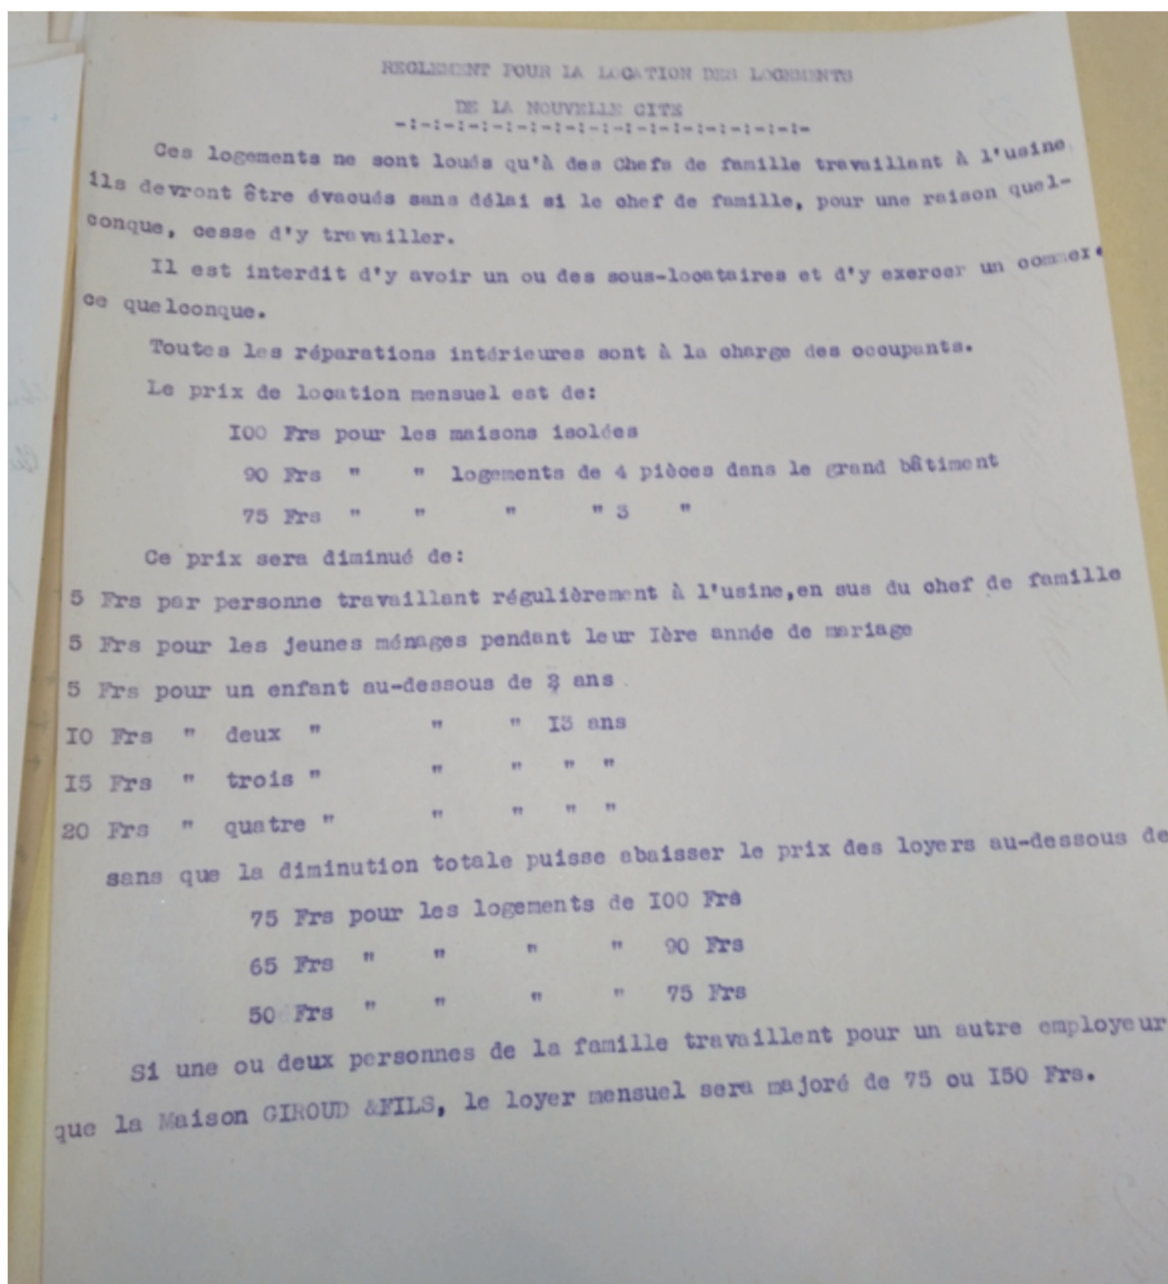 REGLEMENT POUR LA LOCATION DES LOGEMENTS
DE LA NOUVELLE CITE
-:-:-:-:-:-:-:-:-:-:-:-:-:-:-:-:-:-
Ces logements ne sont loués qu'à des Chefs de famille travaillant à l'usine
ils devront être évacués sans délai si le chef de famille, pour une raison quel-
conque, cesse d'y travailler.
Il est interdit d'y avoir un ou des sous-locataires et d'y exercer un commer-
ce quelconque.
Toutes les réparations intérieures sont à la charge des occupants.
Le prix de location mensuel est de:
I00 Frs pour les maisons isolées
90 Frs " " logements de 4 pièces dans le grand bâtiment
75 Frs " " " " 3 "
Ce prix sera diminué de:
5 Frs par personne travaillant régulièrement à l'usine,en sus du chef de famille
5 Frs pour les jeunes ménages pendant leur Ière année de mariage
5 Frs pour un enfant au-dessous de ans
I0 Frs " deux " " " I3 ans
I5 Frs " trois " " " " "
20 Frs " quatre " " " " "
sans que la diminution totale puisse abaisser le prix des loyers au-dessous de
75 Frs pour les logements de I00 Frs
65 Frs " " " " 90 Frs
50 Frs " " " " 75 Frs
Si une ou deux personnes de la famille travaillent pour un autre employeur
que la Maison GIROUD &FILS, le loyer mensuel sera majoré de 75 ou I50 Frs.